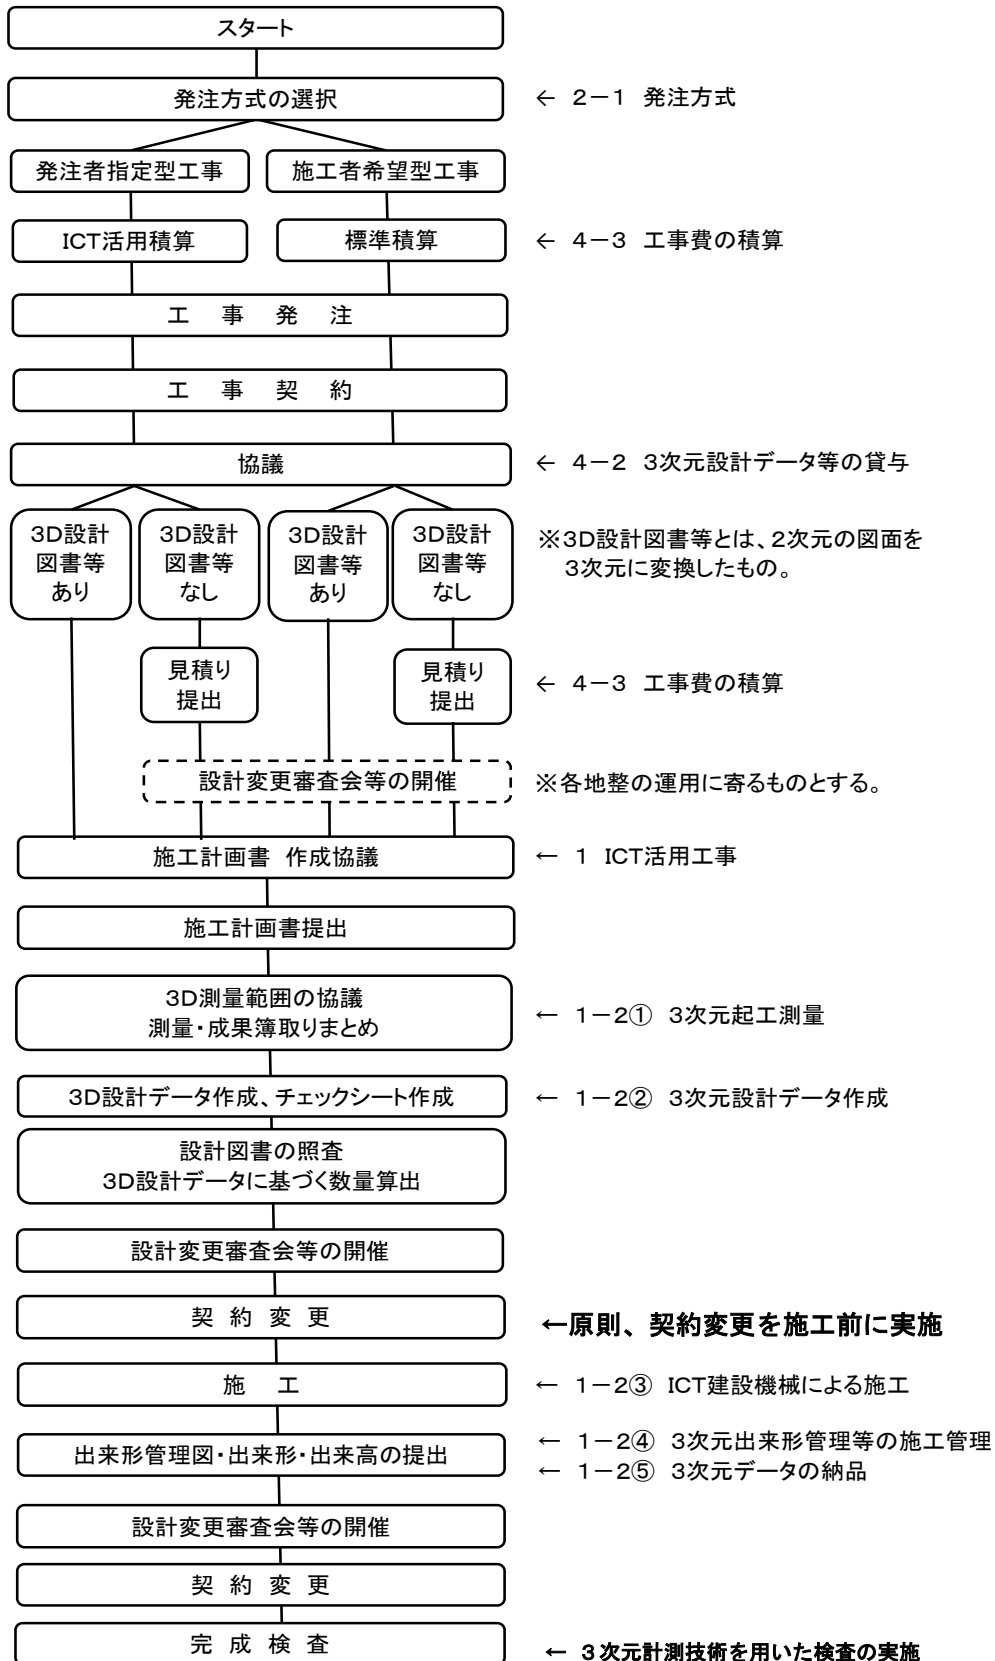 スタート
発注方式の選択
← 2-1 発注方式
発注者指定型工事
施工者希望型工事
ICT活用積算
標準積算
← 4-3 工事費の積算
工 事 発 注
工 事 契 約
協議
← 4-2 3次元設計データ等の貸与
3D設計
図書等
あり
3D設計
図書等
なし
3D設計
図書等
あり
3D設計
図書等
なし
※3D設計図書等とは、2次元の図面を
3次元に変換したもの。
見積り
提出
見積り
提出
← 4-3 工事費の積算
設計変更審査会等の開催
※各地整の運用に寄るものとする。
施工計画書 作成協議
← 1 ICT活用工事
施工計画書提出
3D測量範囲の協議
測量・成果簿取りまとめ
← 1-2① 3次元起工測量
3D設計データ作成、チェックシート作成
← 1-2② 3次元設計データ作成
設計図書の照査
3D設計データに基づく数量算出
設計変更審査会等の開催
契 約 変 更
←原則、契約変更を施工前に実施
施 工
← 1-2③ ICT建設機械による施工
出来形管理図・出来形・出来高の提出
← 1-2④ 3次元出来形管理等の施工管理
← 1-2⑤ 3次元データの納品
設計変更審査会等の開催
契 約 変 更
完 成 検 査
← 3次元計測技術を用いた検査の実施